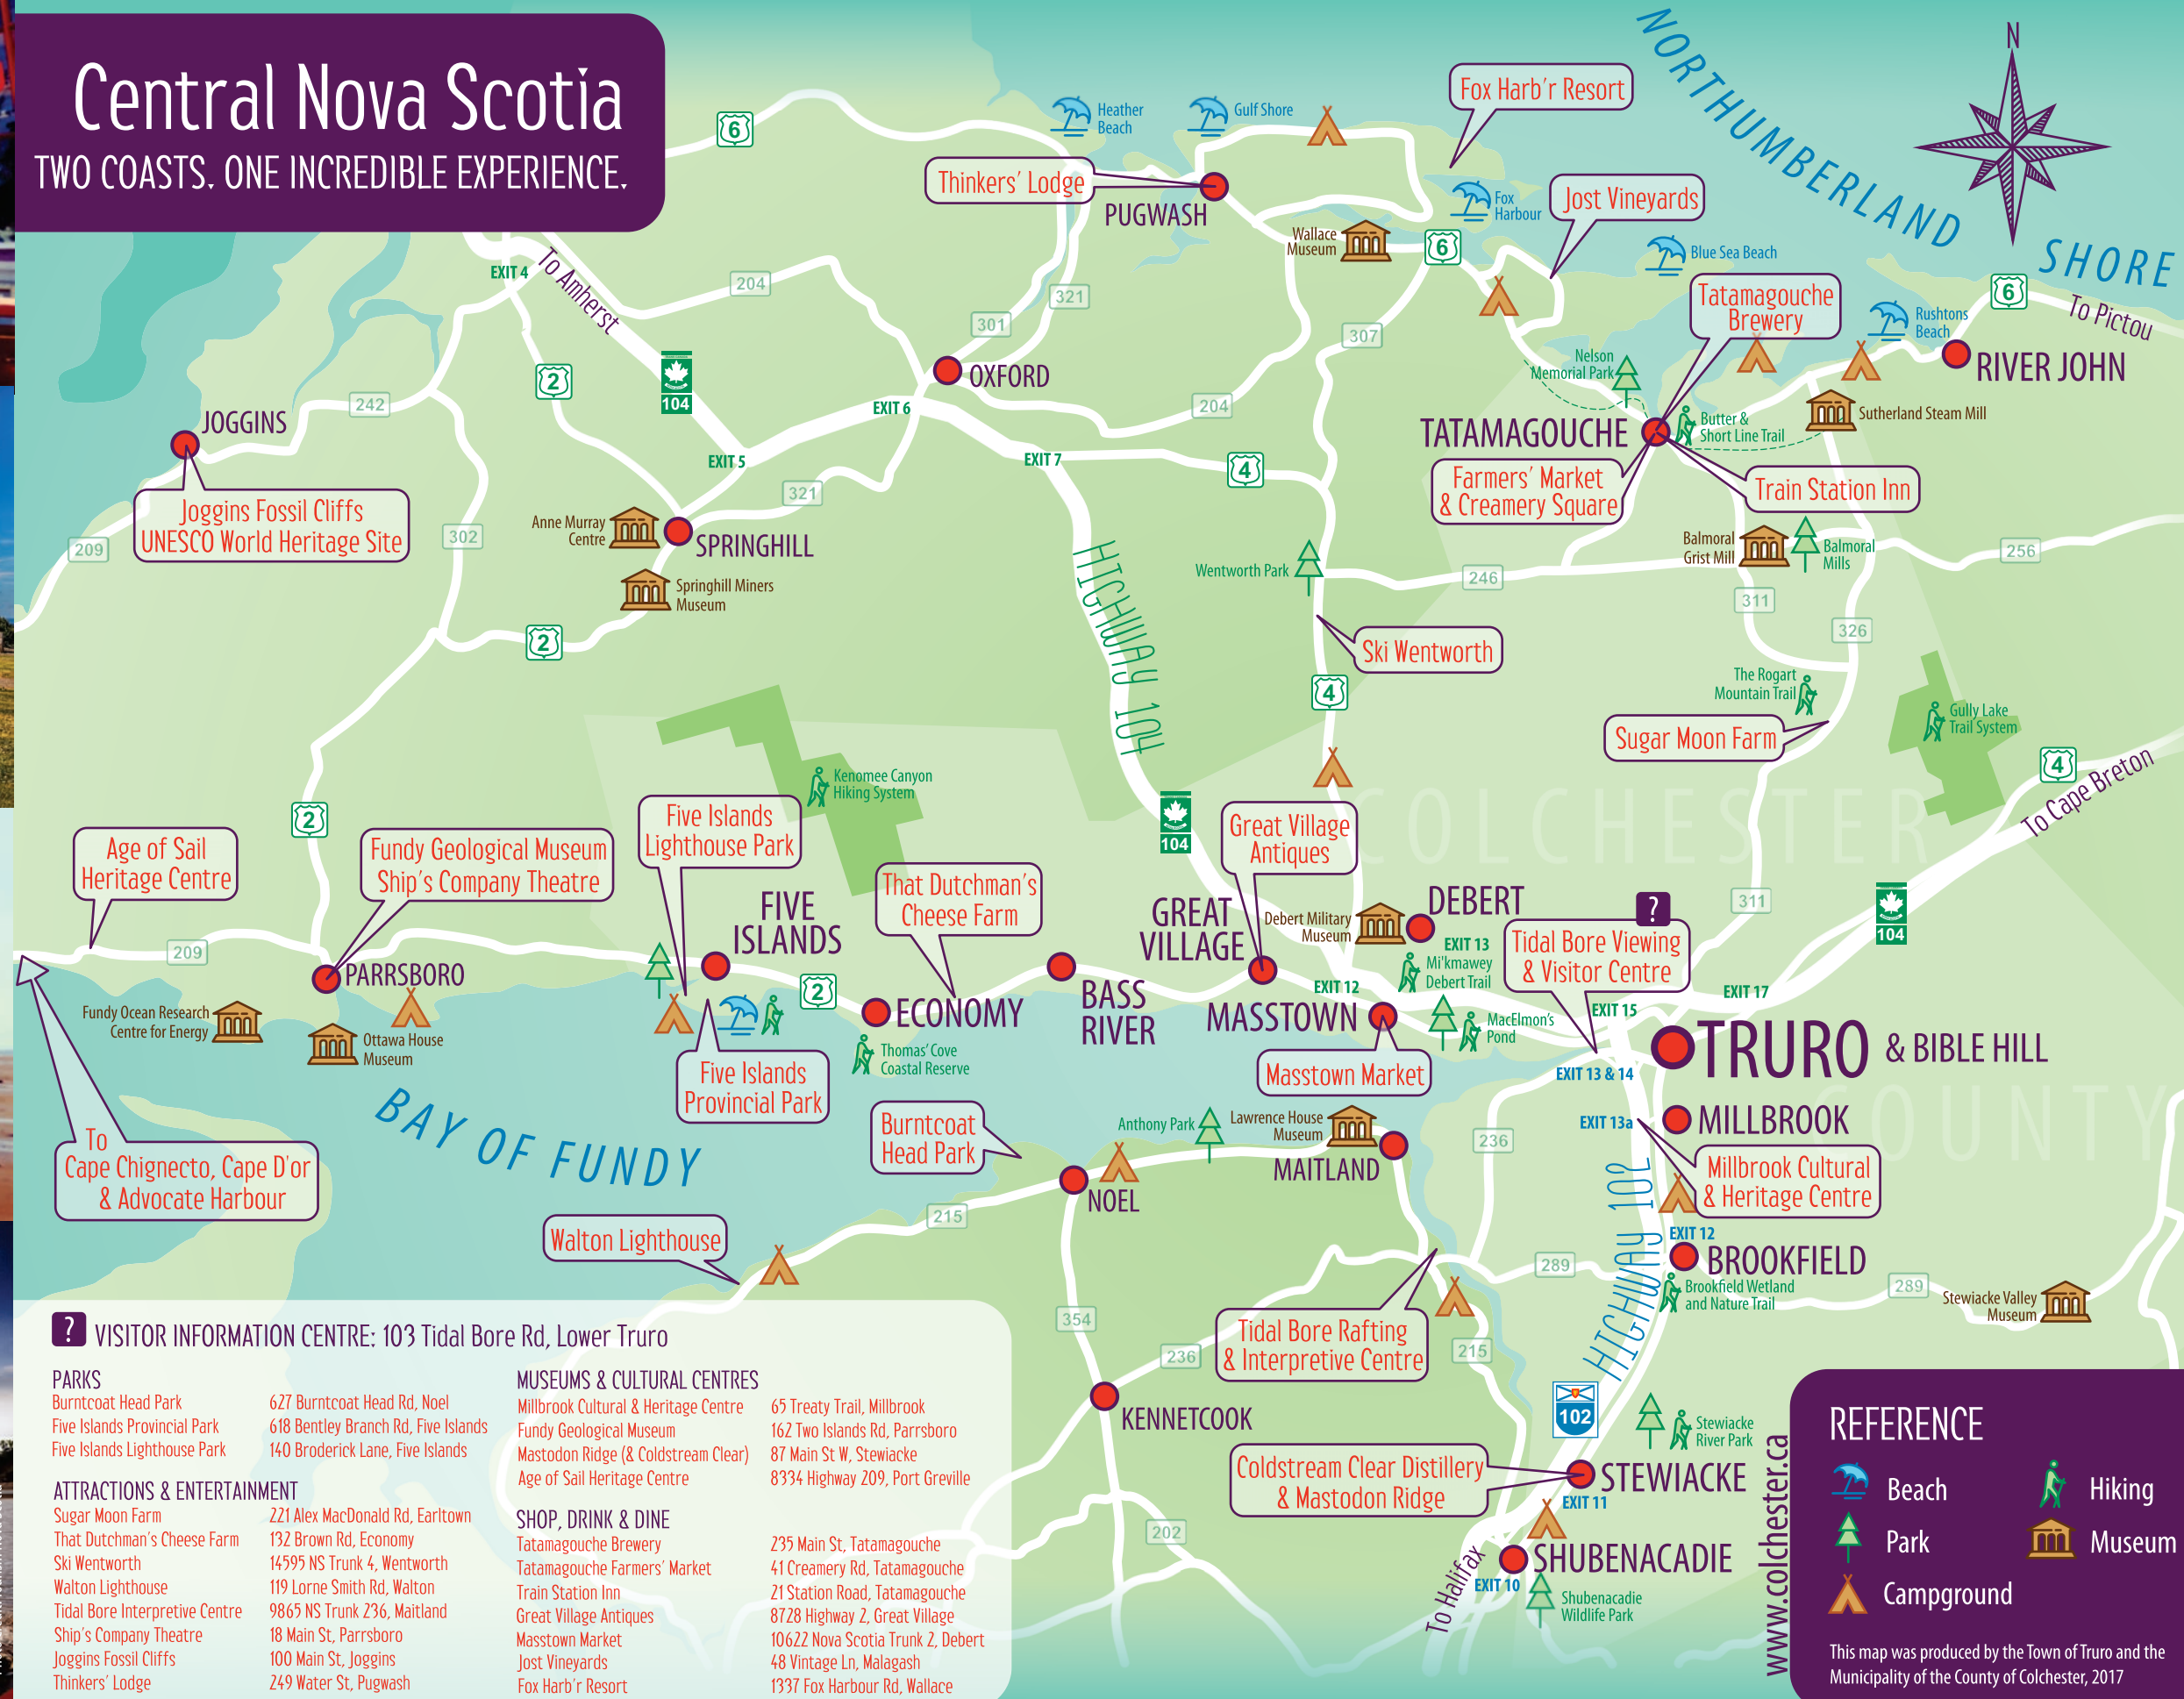 Central Nova Scotia
TWO COASTS. ONE INCREDIBLE EXPERIENCE.
N
NORTHUMBERLAND SHORE
Fox Harb'r Resort
Heather
Beach
Gulf Shore
6
Thinkers' Lodge
PUGWASH
Fox
Harbour
Jost Vineyards
Wallace
Museum
6
Blue Sea Beach
EXIT 4
To Amherst
204
321
301
307
Tatamagouche
Brewery
6
To Pictou
Rushtons
Beach
RIVER JOHN
Nelson
Memorial Park
2
104
OXFORD
EXIT 6
204
242
JOGGINS
TATAMAGOUCHE
Butter &
Short Line Trail
Sutherland Steam Mill
EXIT 5
EXIT 7
4
Farmers' Market
& Creamery Square
Train Station Inn
Joggins Fossil Cliffs
UNESCO World Heritage Site
321
209
302
Anne Murray
Centre
SPRINGHILL
Springhill Miners
Museum
HIGHWAY 104
Wentworth Park
246
Balmoral
Grist Mill
Balmoral
Mills
256
311
326
2
Ski Wentworth
4
The Rogart
Mountain Trail
Sugar Moon Farm
Gully Lake
Trail System
4
To Cape Breton
Kenomee Canyon
Hiking System
2
104
COLCHESTER
COUNTY
Age of Sail
Heritage Centre
Fundy Geological Museum
Ship's Company Theatre
Five Islands
Lighthouse Park
Great Village
Antiques
That Dutchman's
Cheese Farm
FIVE
ISLANDS
GREAT
VILLAGE
Debert Military
Museum
DEBERT
EXIT 13
Mi'kmawey
Debert Trail
?
Tidal Bore Viewing
& Visitor Centre
311
104
209
PARRSBORO
2
ECONOMY
BASS
RIVER
EXIT 12
MASSTOWN
MacElmon's
Pond
EXIT 15
EXIT 17
TRURO & BIBLE HILL
Fundy Ocean Research
Centre for Energy
Ottawa House
Museum
Thomas' Cove
Coastal Reserve
Five Islands
Provincial Park
Masstown Market
EXIT 13 & 14
BAY OF FUNDY
Burntcoat
Head Park
Anthony Park
Lawrence House
Museum
MAITLAND
236
EXIT 13a
MILLBROOK
Millbrook Cultural
& Heritage Centre
To
Cape Chignecto, Cape D'or
& Advocate Harbour
NOEL
215
Walton Lighthouse
HIGHWAY 102
EXIT 12
BROOKFIELD
289
Brookfield Wetland
and Nature Trail
289
Stewiacke Valley
Museum
354
236
Tidal Bore Rafting
& Interpretive Centre
215
KENNETCOOK
102
Stewiacke
River Park
Coldstream Clear Distillery
& Mastodon Ridge
STEWIACKE
EXIT 11
202
SHUBENACADIE
EXIT 10
To Halifax
Shubenacadie
Wildlife Park
? VISITOR INFORMATION CENTRE: 103 Tidal Bore Rd, Lower Truro
PARKS
Burntcoat Head Park 627 Burntcoat Head Rd, Noel
Five Islands Provincial Park 618 Bentley Branch Rd, Five Islands
Five Islands Lighthouse Park 140 Broderick Lane, Five Islands
ATTRACTIONS & ENTERTAINMENT
Sugar Moon Farm 221 Alex MacDonald Rd, Earltown
That Dutchman's Cheese Farm 132 Brown Rd, Economy
Ski Wentworth 14595 NS Trunk 4, Wentworth
Walton Lighthouse 119 Lorne Smith Rd, Walton
Tidal Bore Interpretive Centre 9865 NS Trunk 236, Maitland
Ship's Company Theatre 18 Main St, Parrsboro
Joggins Fossil Cliffs 100 Main St, Joggins
Thinkers' Lodge 249 Water St, Pugwash
MUSEUMS & CULTURAL CENTRES
Millbrook Cultural & Heritage Centre 65 Treaty Trail, Millbrook
Fundy Geological Museum 162 Two Islands Rd, Parrsboro
Mastodon Ridge (& Coldstream Clear) 87 Main St W, Stewiacke
Age of Sail Heritage Centre 8334 Highway 209, Port Greville
SHOP, DRINK & DINE
Tatamagouche Brewery 235 Main St, Tatamagouche
Tatamagouche Farmers' Market 41 Creamery Rd, Tatamagouche
Train Station Inn 21 Station Road, Tatamagouche
Great Village Antiques 8728 Highway 2, Great Village
Masstown Market 10622 Nova Scotia Trunk 2, Debert
Jost Vineyards 48 Vintage Ln, Malagash
Fox Harb'r Resort 1337 Fox Harbour Rd, Wallace
www.colchester.ca
REFERENCE
Beach
Hiking
Park
Museum
Campground
This map was produced by the Town of Truro and the
Municipality of the County of Colchester, 2017